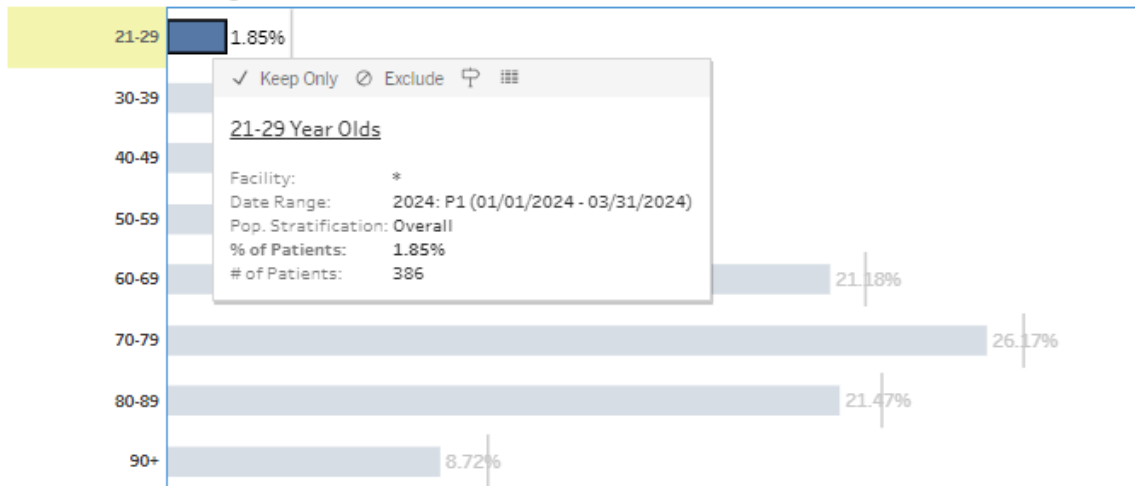 21-29 1.85%
✓ Keep Only ⊘ Exclude
30-39
21-29 Year Olds
40-49
Facility: *
Date Range: 2024: P1 (01/01/2024 - 03/31/2024)
50-59
Pop. Stratification: Overall
% of Patients: 1.85%
# of Patients: 386
60-69 21.18%
70-79 26.17%
80-89 21.47%
90+ 8.72%